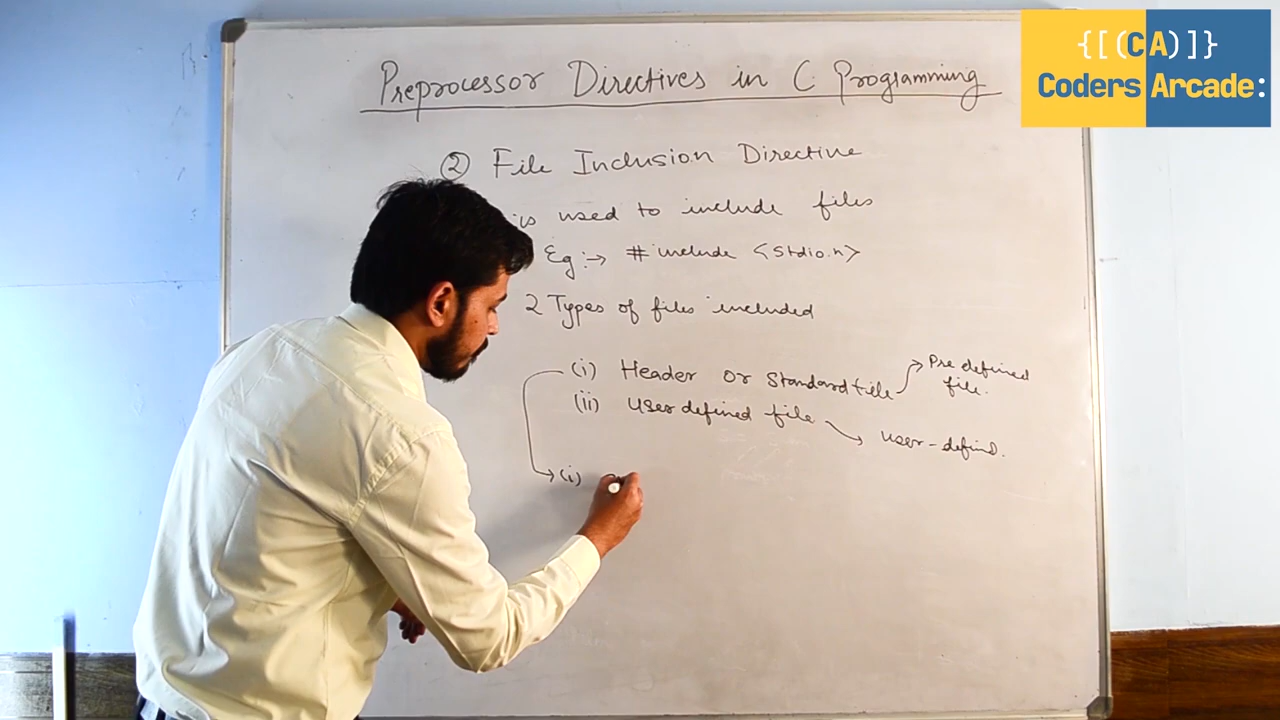 Preprocessor Directives in C Programming
{[(CA)]}
Coders Arcade:
② File Inclusion Directive
is used to include files
Eg:→ #include <stdio.h>
2 Types of files included
(i) Header or Standard file → Pre defined file.
(ii) User defined file → user-defind.
→ (i)